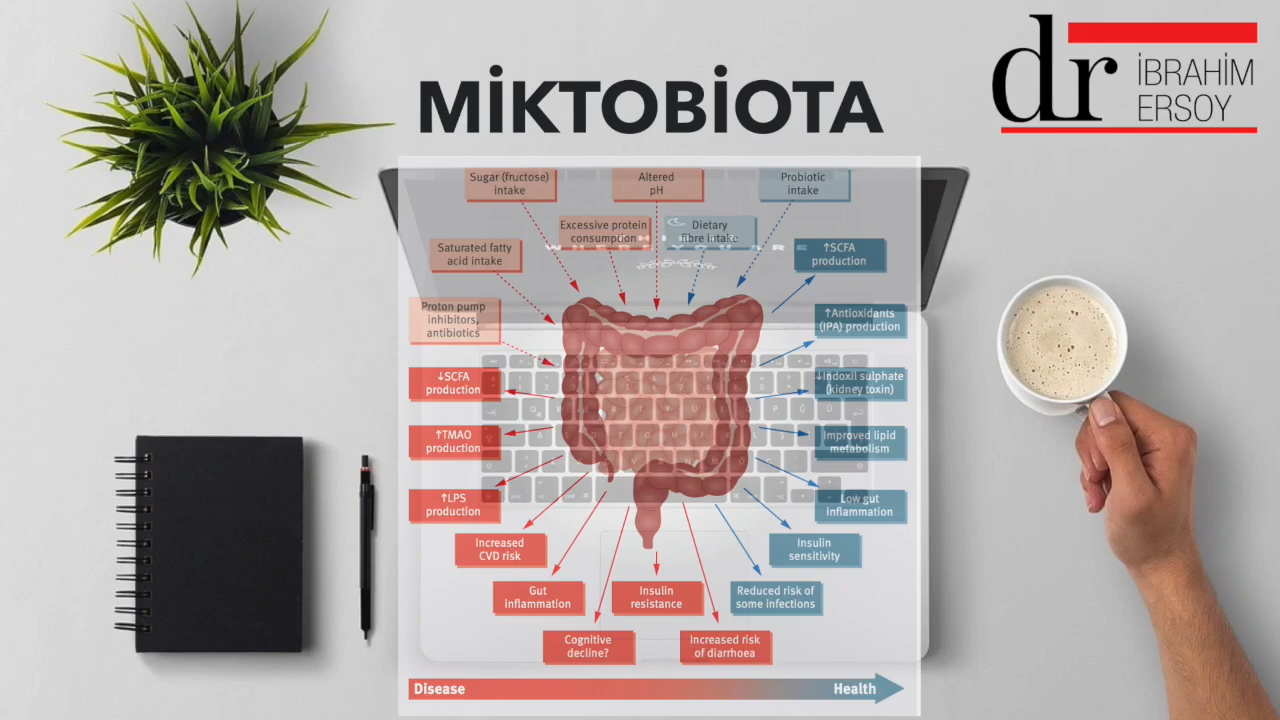 MİKTOBİOTA
dr İBRAHİM
ERSOY
Sugar (fructose)
intake
Altered
pH
Probiotic
intake
Excessive protein
consumption
Dietary
fibre intake
Saturated fatty
acid intake
↑SCFA
production
Proton pump
inhibitors,
antibiotics
↑Antioxidants
(IPA) production
↓SCFA
production
↓Indoxil sulphate
(kidney toxin)
↑TMAO
production
Improved lipid
metabolism
↑LPS
production
Low gut
inflammation
Increased
CVD risk
Insulin
sensitivity
Gut
inflammation
Insulin
resistance
Reduced risk of
some infections
Cognitive
decline?
Increased risk
of diarrhoea
Disease
Health